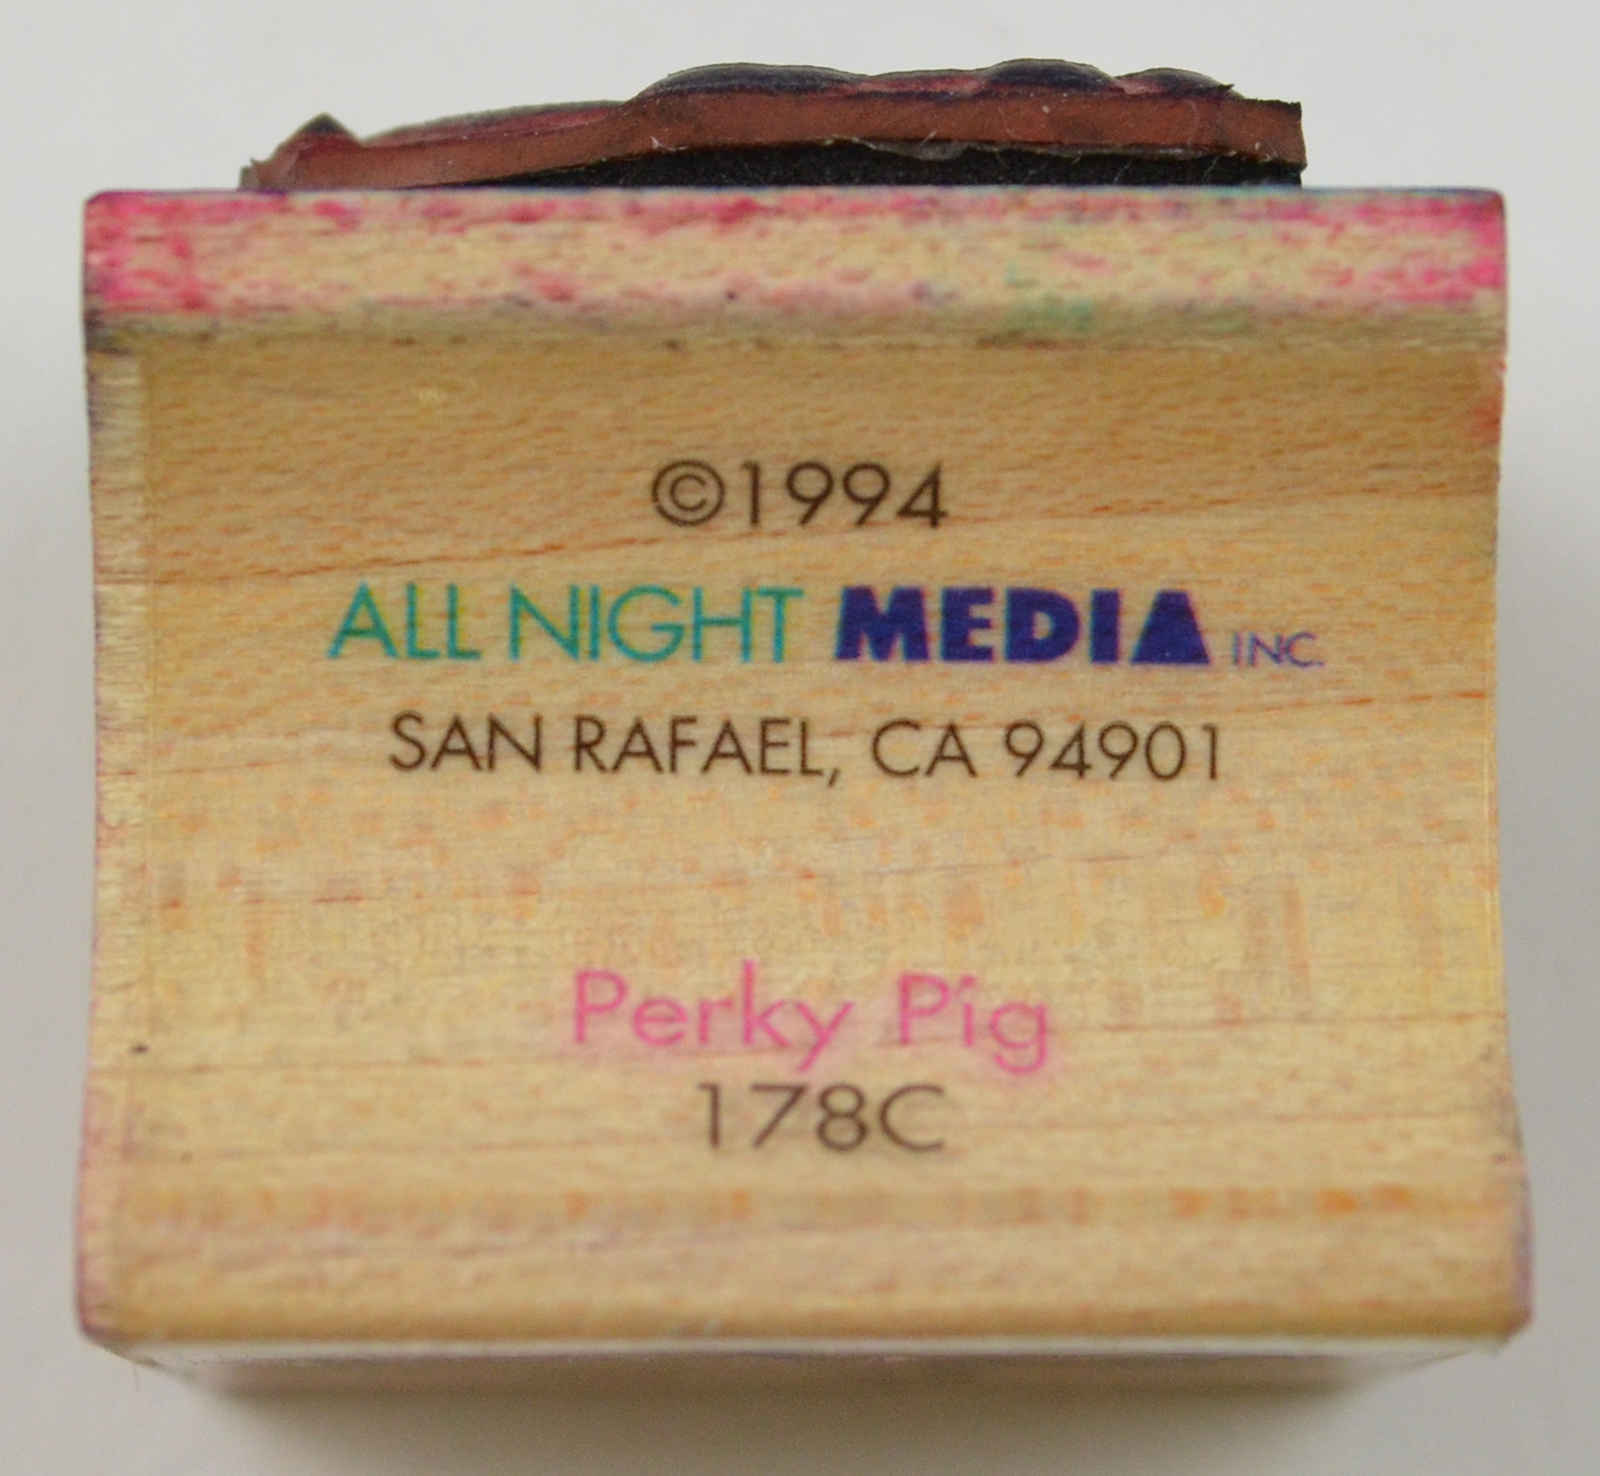 ©1994
ALL NIGHT MEDIA INC.
SAN RAFAEL, CA 94901
Perky Pig
178C